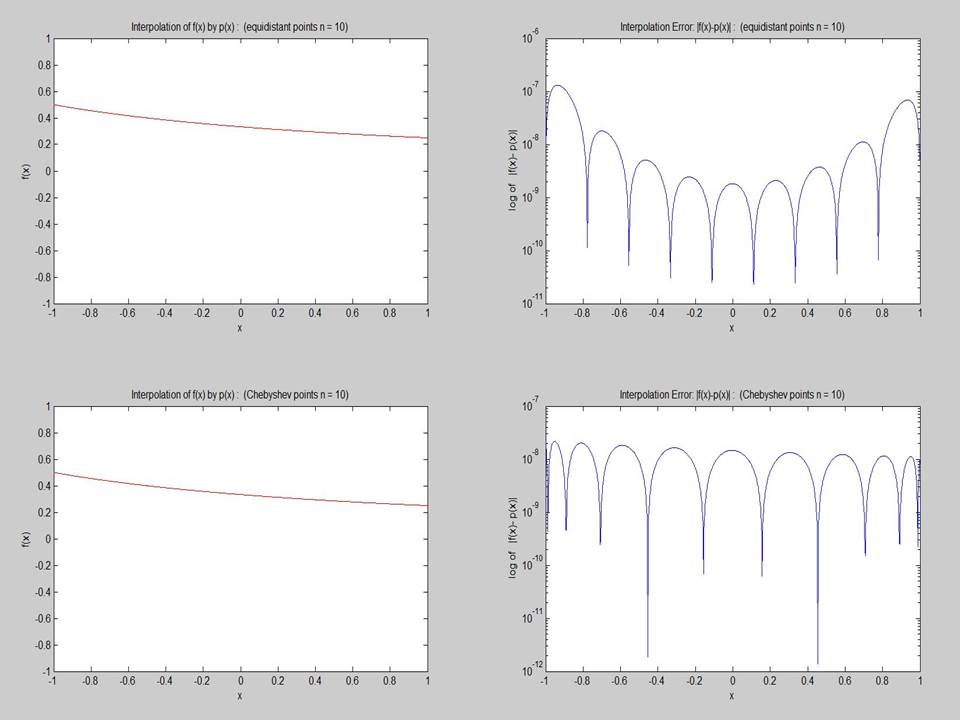 Interpolation of f(x) by p(x) : (equidistant points n = 10)
1
0.8
0.6
0.4
0.2
0
-0.2
-0.4
-0.6
-0.8
-1
f(x)
-1 -0.8 -0.6 -0.4 -0.2 0 0.2 0.4 0.6 0.8 1
x
Interpolation Error: |f(x)-p(x)| : (equidistant points n = 10)
10^-6
10^-7
10^-8
10^-9
10^-10
10^-11
log of |f(x)- p(x)|
-1 -0.8 -0.6 -0.4 -0.2 0 0.2 0.4 0.6 0.8 1
x
Interpolation of f(x) by p(x) : (Chebyshev points n = 10)
1
0.8
0.6
0.4
0.2
0
-0.2
-0.4
-0.6
-0.8
-1
f(x)
-1 -0.8 -0.6 -0.4 -0.2 0 0.2 0.4 0.6 0.8 1
x
Interpolation Error: |f(x)-p(x)| : (Chebyshev points n = 10)
10^-7
10^-8
10^-9
10^-10
10^-11
10^-12
log of |f(x)- p(x)|
-1 -0.8 -0.6 -0.4 -0.2 0 0.2 0.4 0.6 0.8 1
x